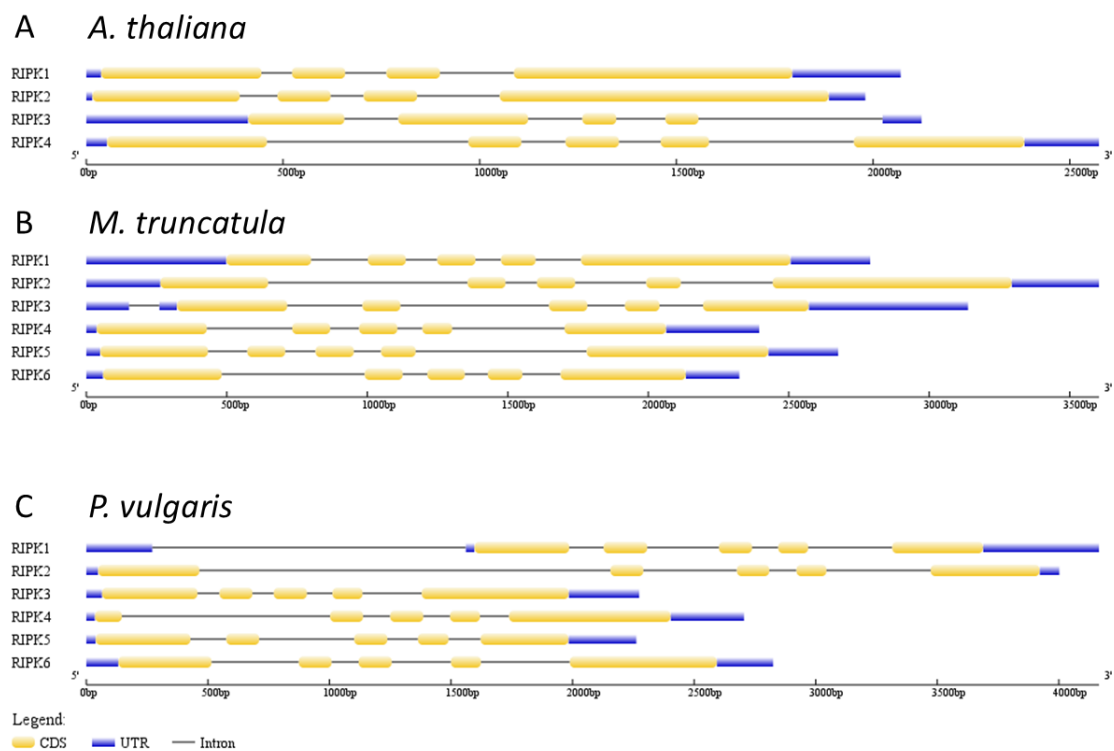 A A. thaliana
RIPK1
RIPK2
RIPK3
RIPK4
5' 3'
0bp 500bp 1000bp 1500bp 2000bp 2500bp
B M. truncatula
RIPK1
RIPK2
RIPK3
RIPK4
RIPK5
RIPK6
5' 3'
0bp 500bp 1000bp 1500bp 2000bp 2500bp 3000bp 3500bp
C P. vulgaris
RIPK1
RIPK2
RIPK3
RIPK4
RIPK5
RIPK6
5' 3'
0bp 500bp 1000bp 1500bp 2000bp 2500bp 3000bp 3500bp 4000bp
Legend:
CDS UTR Intron